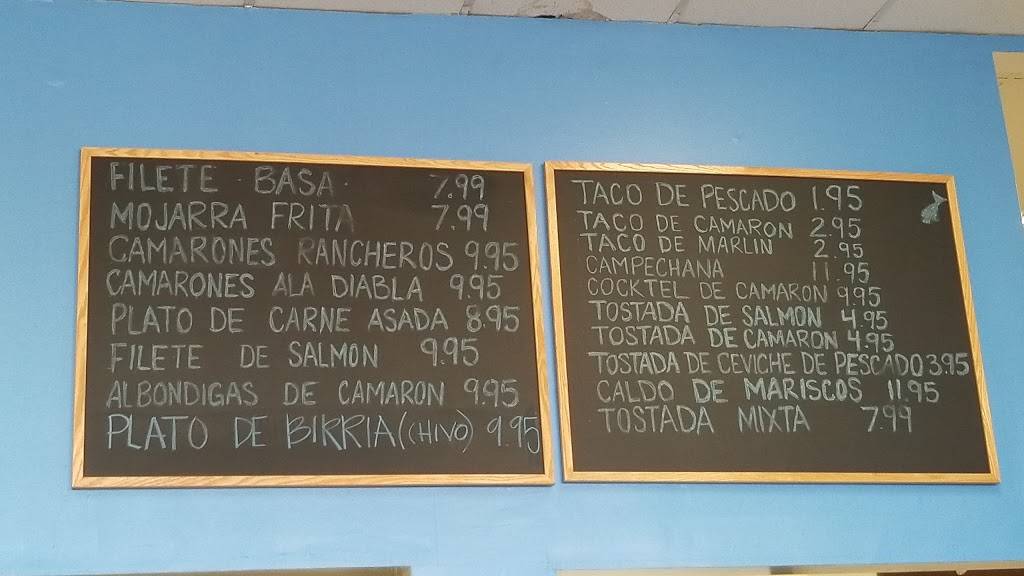 FILETE BASA 7.99
MOJARRA FRITA 7.99
CAMARONES RANCHEROS 9.95
CAMARONES ALA DIABLA 9.95
PLATO DE CARNE ASADA 8.95
FILETE DE SALMON 9.95
ALBONDIGAS DE CAMARON 9.95
PLATO DE BIRRIA (CHIVO) 9.95
TACO DE PESCADO 1.95
TACO DE CAMARON 2.95
TACO DE MARLIN 2.95
CAMPECHANA 11.95
COCKTEL DE CAMARON 9.95
TOSTADA DE SALMON 4.95
TOSTADA DE CAMARON 4.95
TOSTADA DE CEVICHE DE PESCADO 3.95
CALDO DE MARISCOS 11.95
TOSTADA MIXTA 7.99